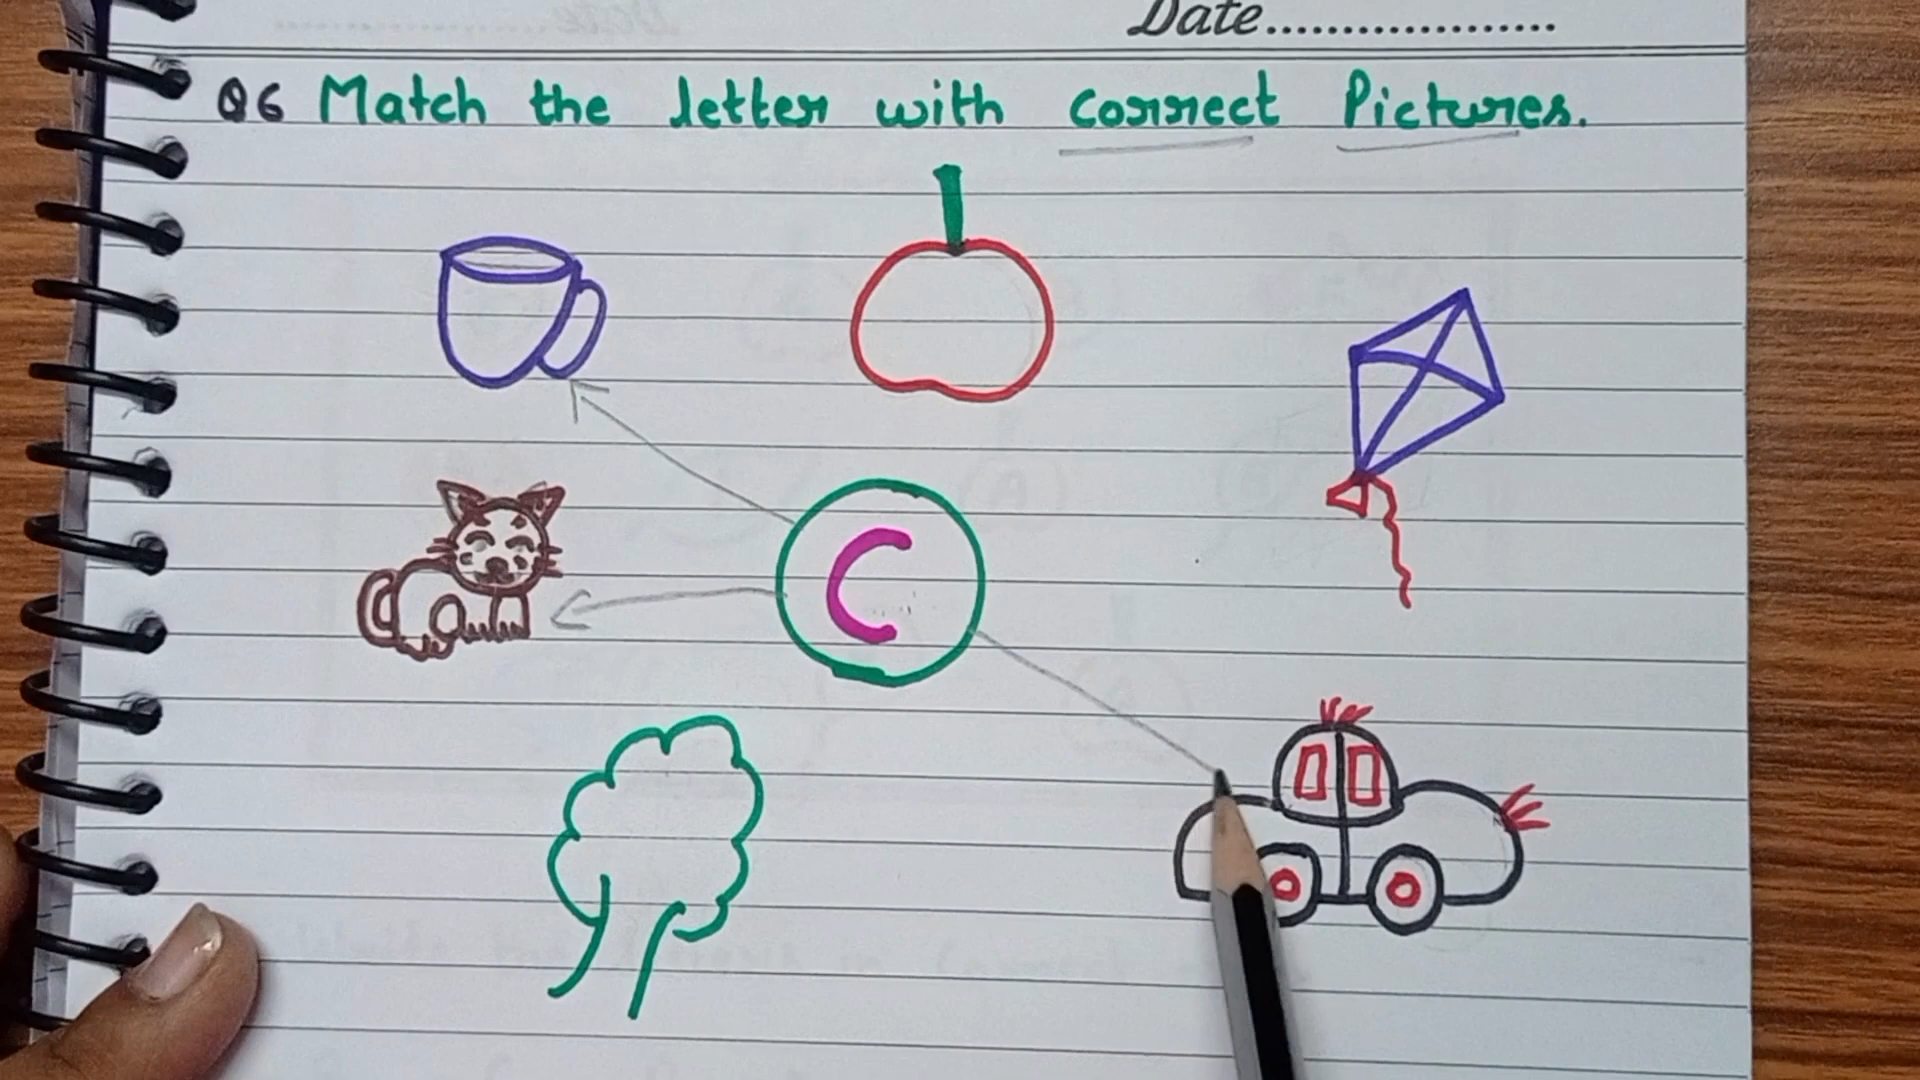 Date....................
Q6 Match the letter with correct Pictures.
C